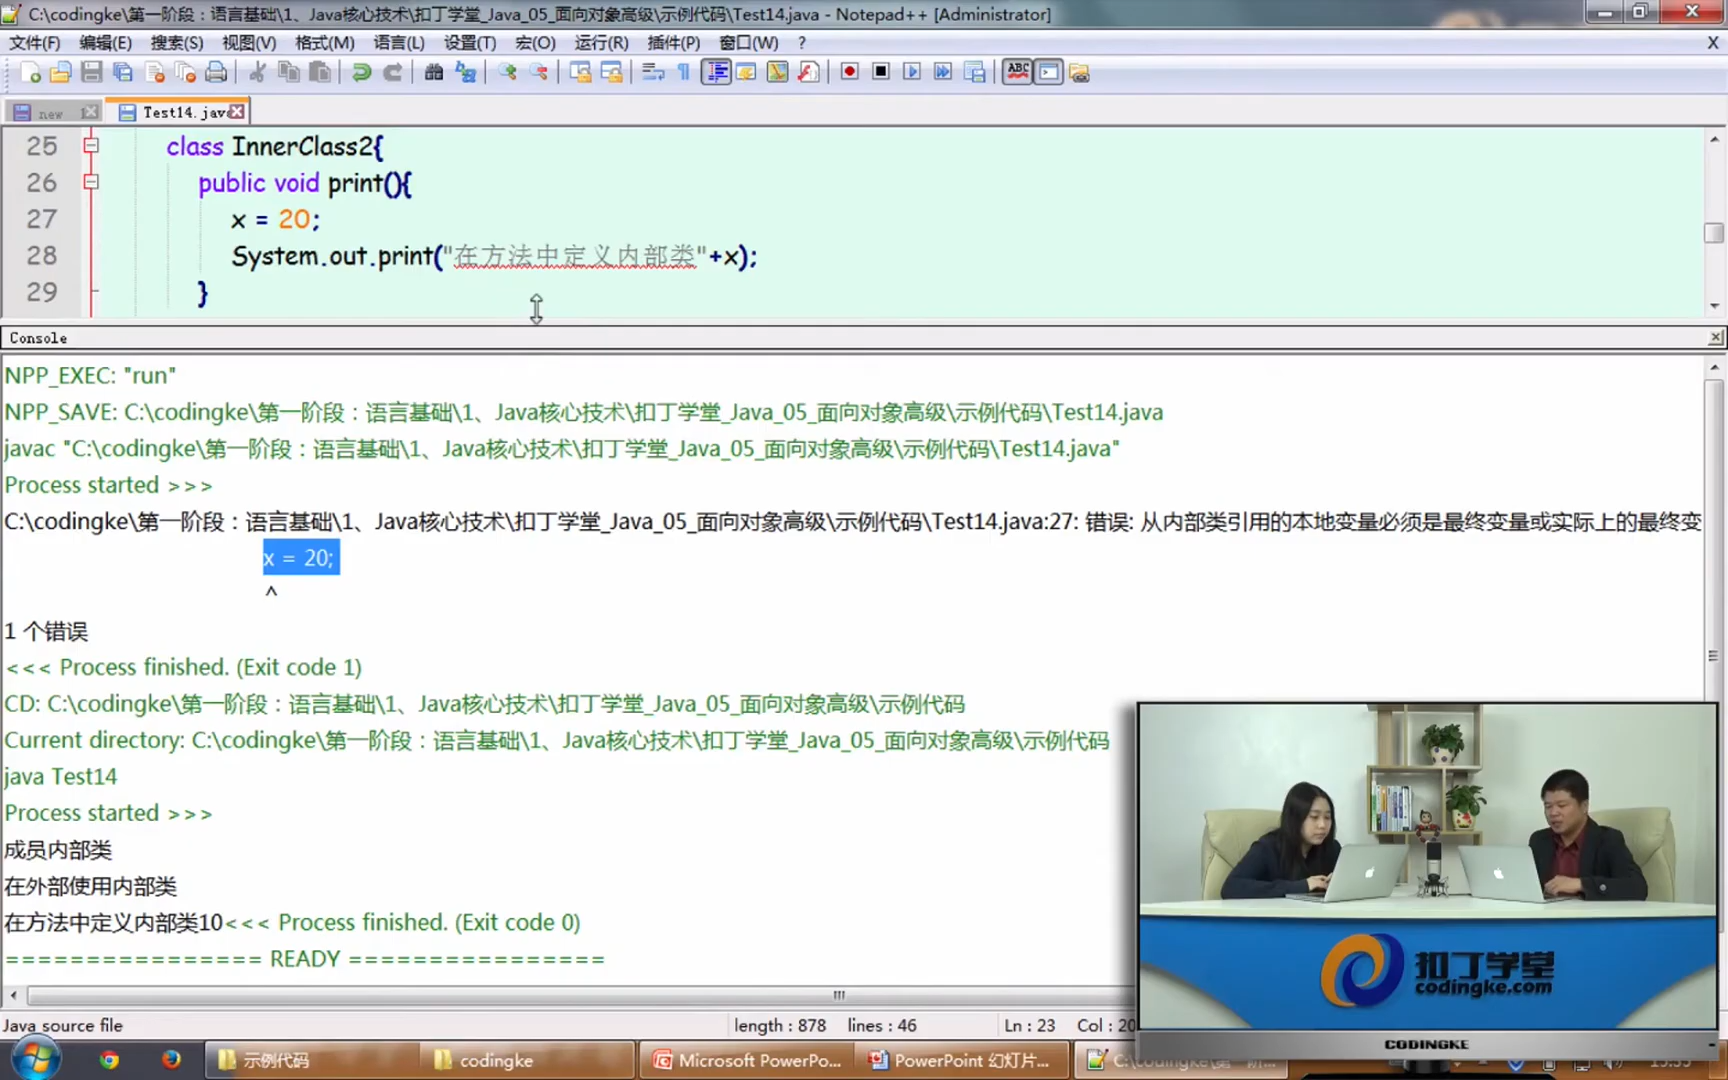 C:\codingke\第一阶段：语言基础\1、Java核心技术\扣丁学堂_Java_05_面向对象高级\示例代码\Test14.java - Notepad++ [Administrator]
文件(F) 编辑(E) 搜索(S) 视图(V) 格式(M) 语言(L) 设置(T) 宏(O) 运行(R) 插件(P) 窗口(W) ? X
ABC
new Test14.jav
25 class InnerClass2{
26 public void print(){
27 x = 20;
28 System.out.print("在方法中定义内部类"+x);
29 }
Console
NPP_EXEC: "run"
NPP_SAVE: C:\codingke\第一阶段：语言基础\1、Java核心技术\扣丁学堂_Java_05_面向对象高级\示例代码\Test14.java
javac "C:\codingke\第一阶段：语言基础\1、Java核心技术\扣丁学堂_Java_05_面向对象高级\示例代码\Test14.java"
Process started >>>
C:\codingke\第一阶段：语言基础\1、Java核心技术\扣丁学堂_Java_05_面向对象高级\示例代码\Test14.java:27: 错误: 从内部类引用的本地变量必须是最终变量或实际上的最终变
x = 20;
^
1 个错误
<<< Process finished. (Exit code 1)
CD: C:\codingke\第一阶段：语言基础\1、Java核心技术\扣丁学堂_Java_05_面向对象高级\示例代码
Current directory: C:\codingke\第一阶段：语言基础\1、Java核心技术\扣丁学堂_Java_05_面向对象高级\示例代码
java Test14
Process started >>>
成员内部类
在外部使用内部类
在方法中定义内部类10<<< Process finished. (Exit code 0)
================ READY ================
扣丁学堂
codingke.com
Java source file length : 878 lines : 46 Ln : 23 Col : 20
CODINGKE
示例代码 codingke Microsoft PowerPo... PowerPoint 幻灯片...